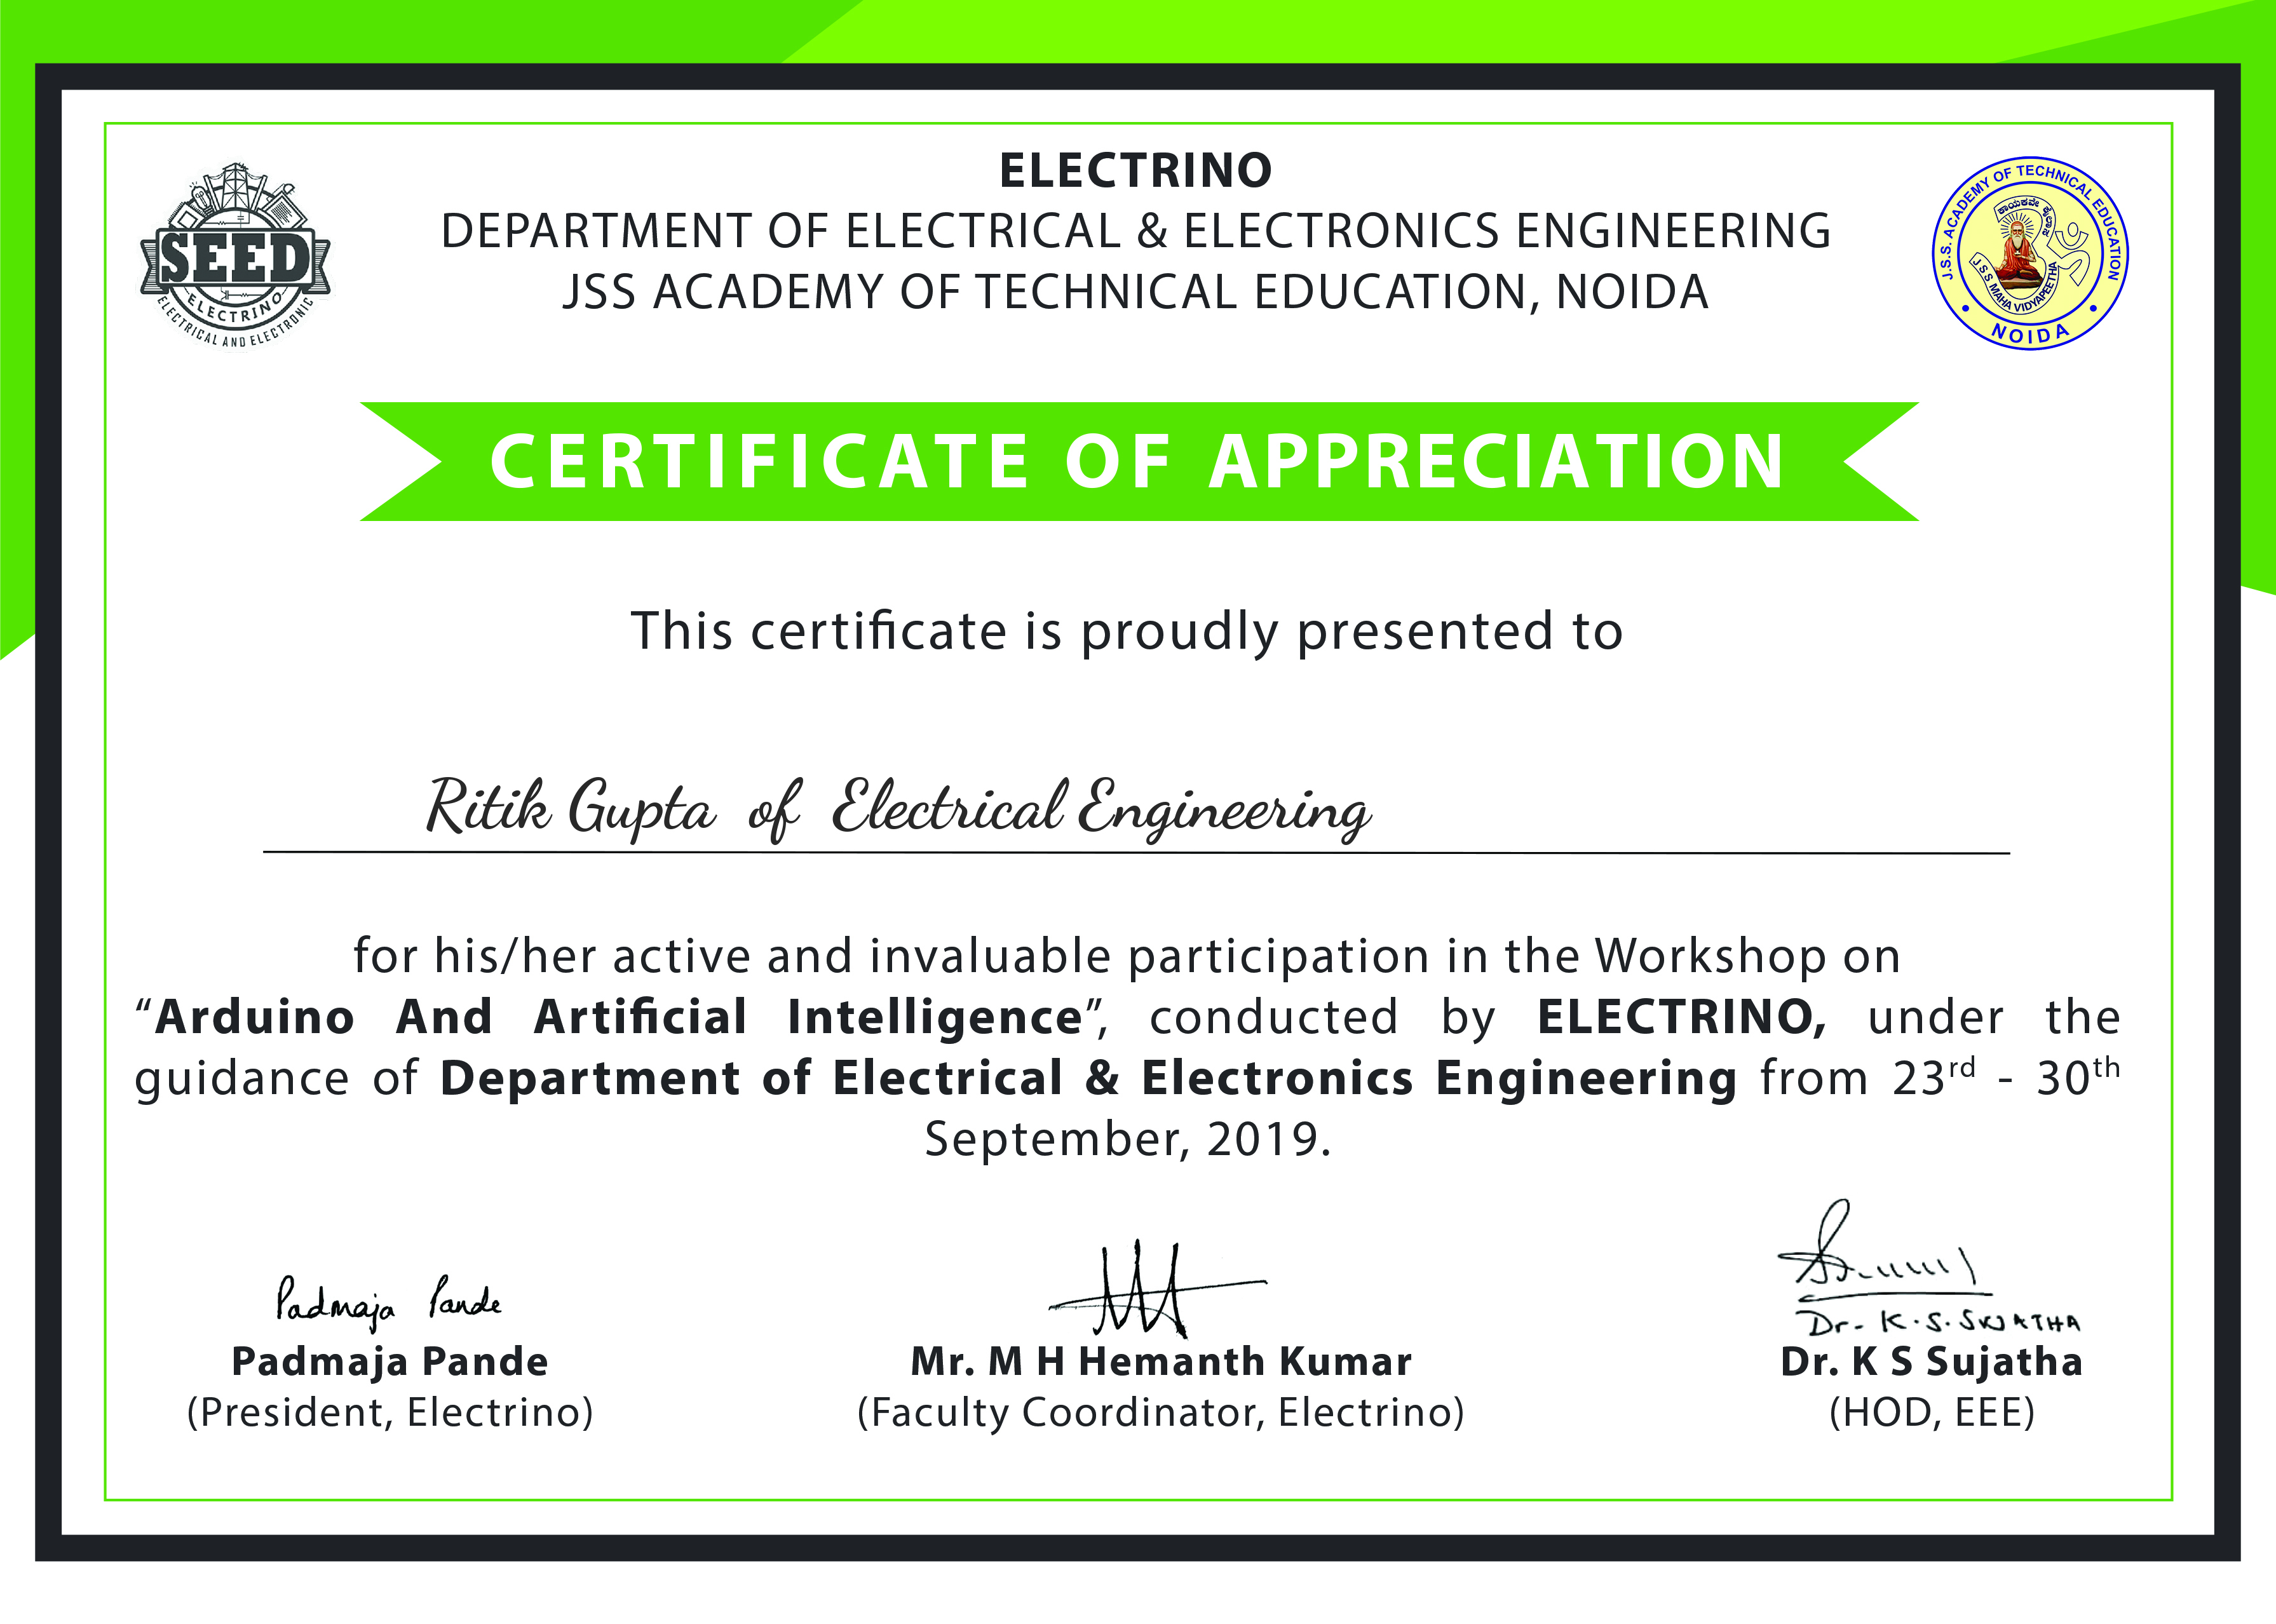 ELECTRINO
DEPARTMENT OF ELECTRICAL & ELECTRONICS ENGINEERING
JSS ACADEMY OF TECHNICAL EDUCATION, NOIDA
SEED
ELECTRINO
ELECTRICAL AND ELECTRONIC
J.S.S. ACADEMY OF TECHNICAL EDUCATION
ಕಾಯಕವೇ ಕೈಲಾಸ
J S S MAHA VIDYAPEETHA
NOIDA
CERTIFICATE OF APPRECIATION
This certificate is proudly presented to
Ritik Gupta of Electrical Engineering
for his/her active and invaluable participation in the Workshop on
“Arduino And Artificial Intelligence”, conducted by ELECTRINO, under the
guidance of Department of Electrical & Electronics Engineering from 23rd - 30th
September, 2019.
Padmaja Pande
Dr. K. S. SUJATHA
Padmaja Pande
Mr. M H Hemanth Kumar
Dr. K S Sujatha
(President, Electrino)
(Faculty Coordinator, Electrino)
(HOD, EEE)